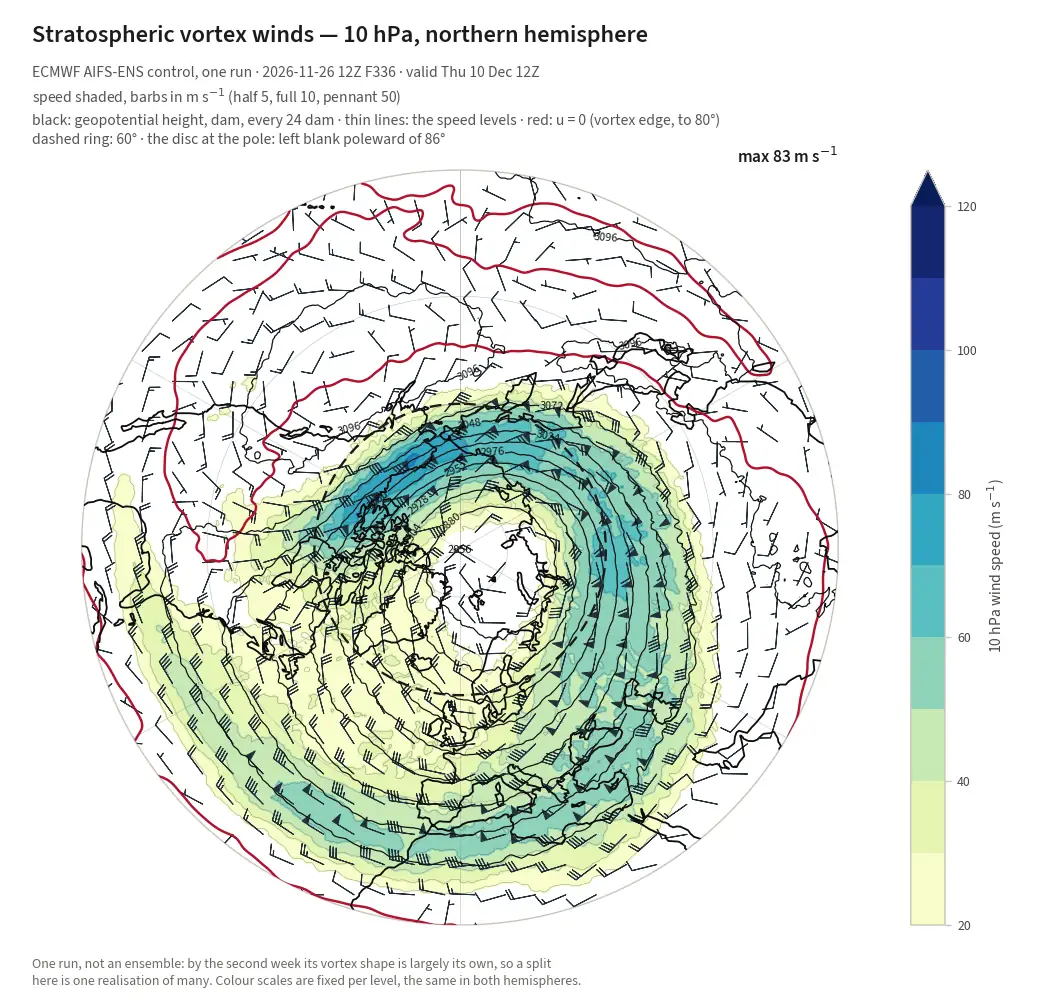 Stratospheric vortex winds — 10 hPa, northern hemisphere
ECMWF AIFS-ENS control, one run · 2026-11-26 12Z F336 · valid Thu 10 Dec 12Z
speed shaded, barbs in m s⁻¹ (half 5, full 10, pennant 50)
black: geopotential height, dam, every 24 dam · thin lines: the speed levels · red: u = 0 (vortex edge, to 80°)
dashed ring: 60° · the disc at the pole: left blank poleward of 86°
max 83 m s⁻¹
120
100
80
60
40
20
10 hPa wind speed (m s⁻¹)
3096
3096
3096
3096
3072
3048
2976
2952
2928
2856
One run, not an ensemble: by the second week its vortex shape is largely its own, so a split
here is one realisation of many. Colour scales are fixed per level, the same in both hemispheres.